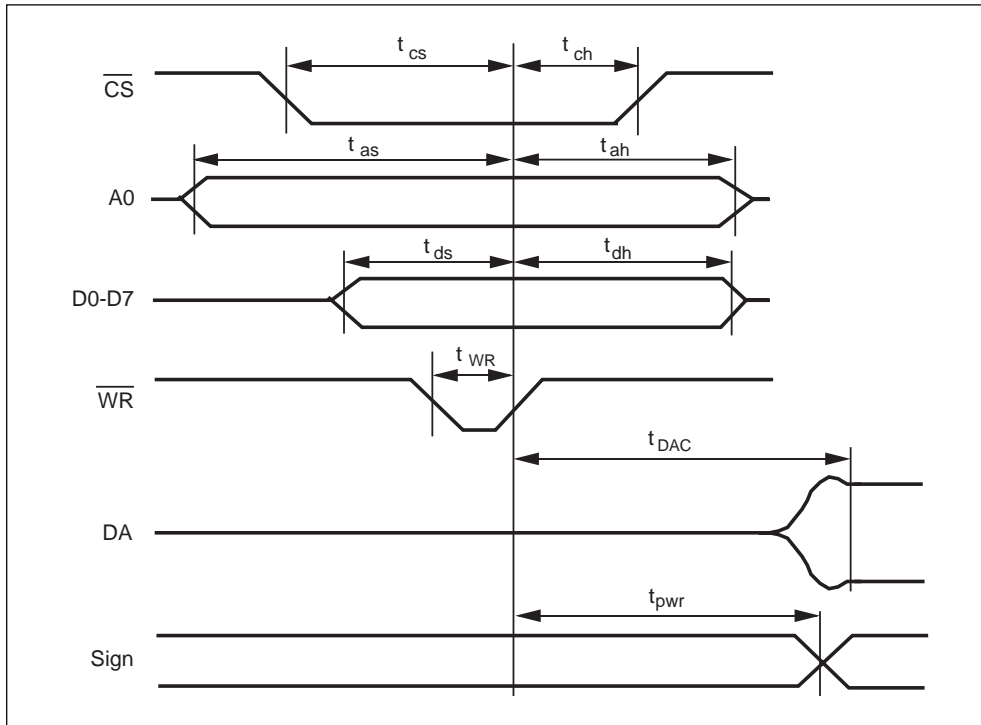 t cs
t ch
CS
t as
t ah
A0
t ds
t dh
D0-D7
t WR
WR
t DAC
DA
t pwr
Sign